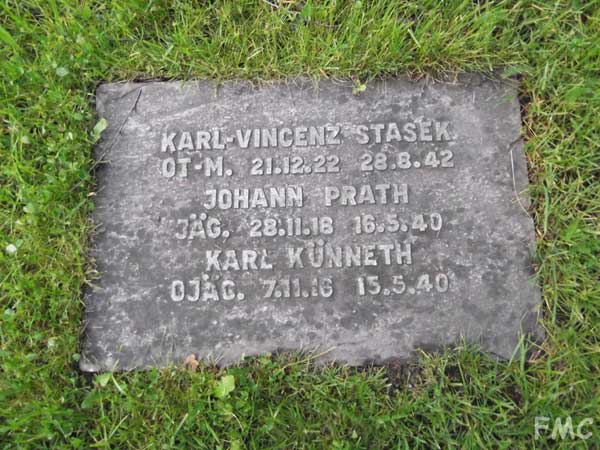 KARL-VINCENZ STASEK
OT-M. 21.12.22 28.8.42
JOHANN PRATH
JÄG. 28.11.18 16.5.40
KARL KÜNNETH
OJÄG. 7.11.16 15.5.40
FMC